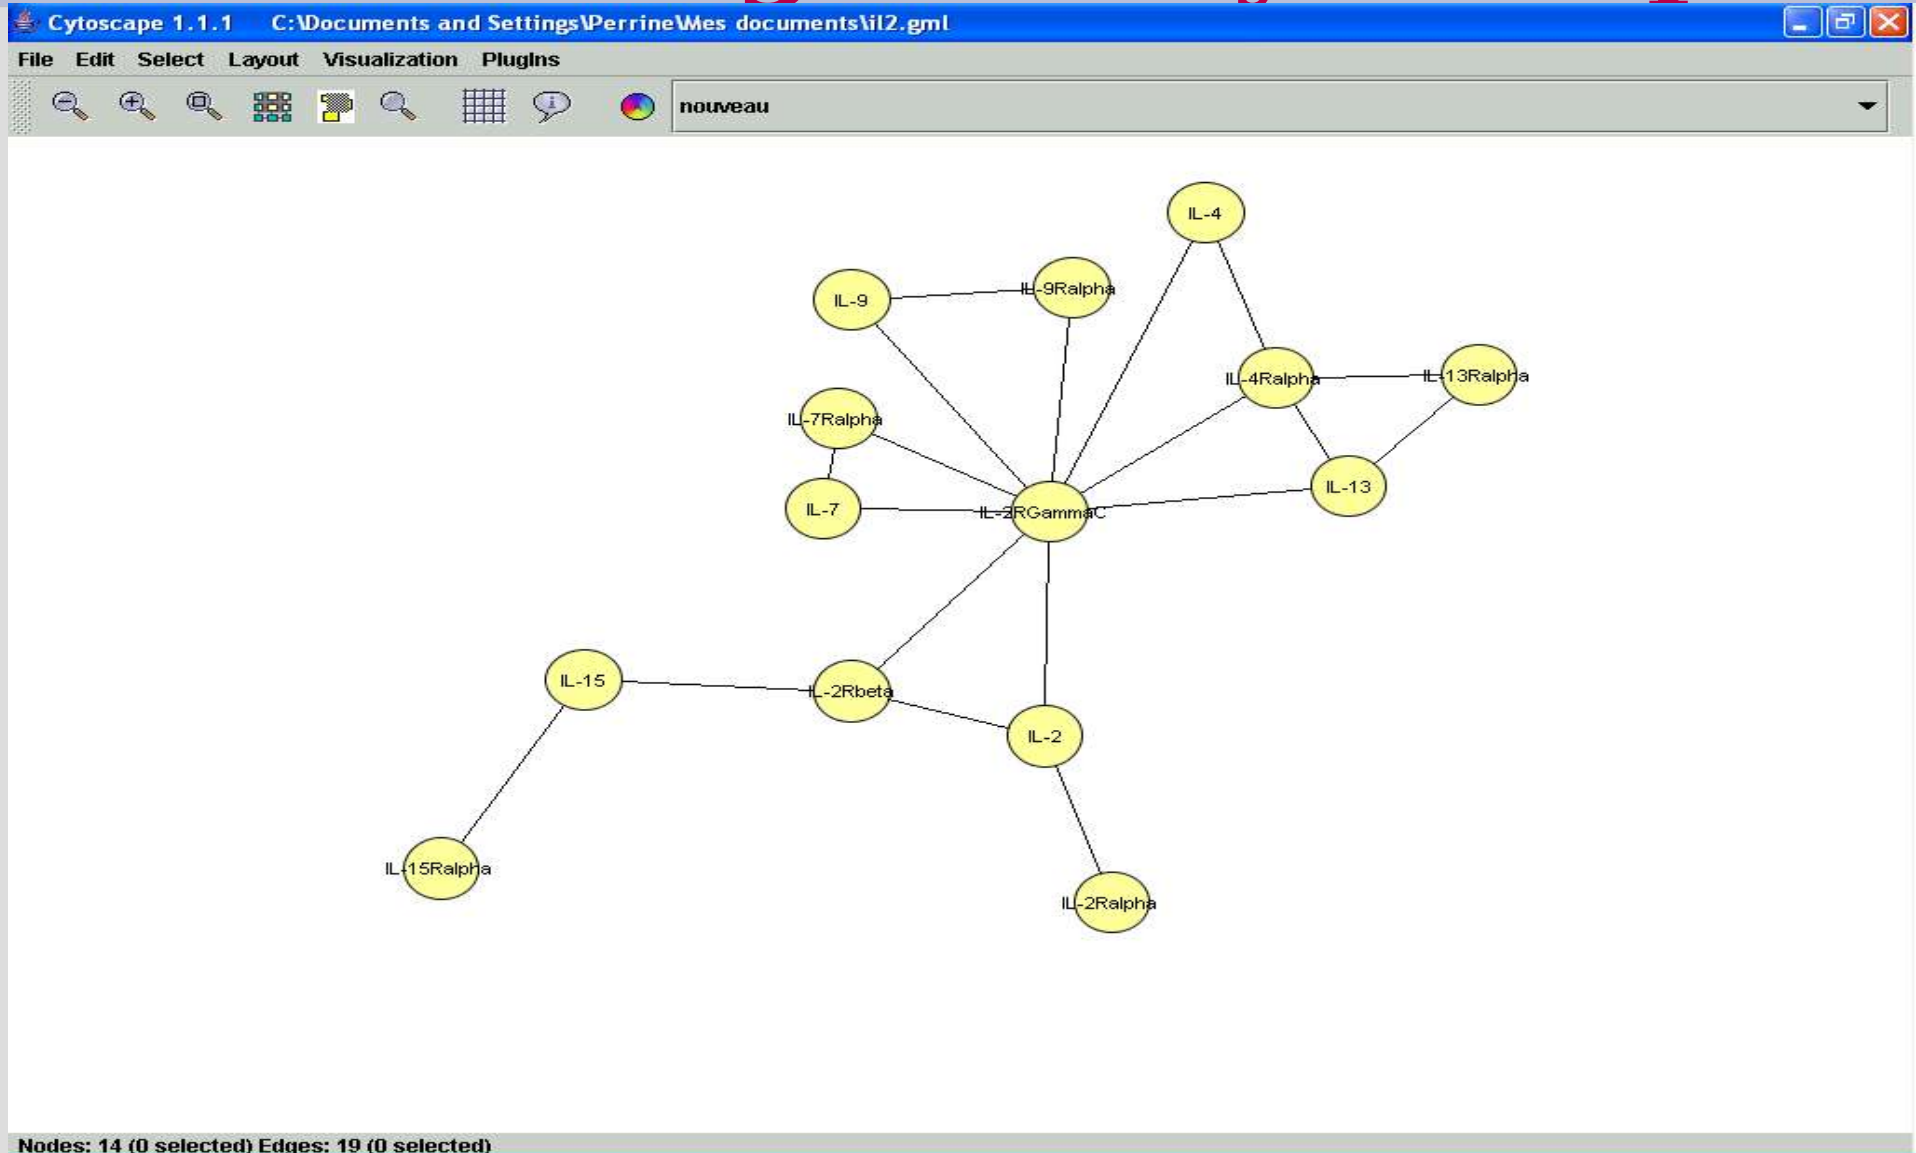 Cytoscape 1.1.1 C:\Documents and Settings\Perrine\Mes documents\il2.gml
File Edit Select Layout Visualization PlugIns
nouveau
IL-4
IL-9Ralpha
IL-9
IL-4Ralpha
IL-13Ralpha
IL-7Ralpha
IL-13
IL-7
IL-2RGammaC
IL-15
IL-2Rbeta
IL-2
IL-15Ralpha
IL-2Ralpha
Nodes: 14 (0 selected) Edges: 19 (0 selected)